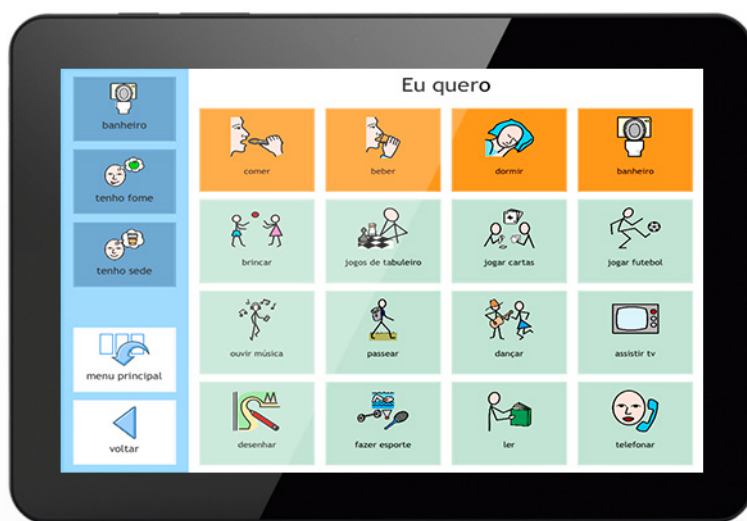 Eu quero
banheiro
tenho fome
tenho sede
menu principal
voltar
comer
beber
dormir
banheiro
brincar
jogos de tabuleiro
jogar cartas
jogar futebol
ouvir música
passear
dançar
assistir tv
desenhar
fazer esporte
ler
telefonar